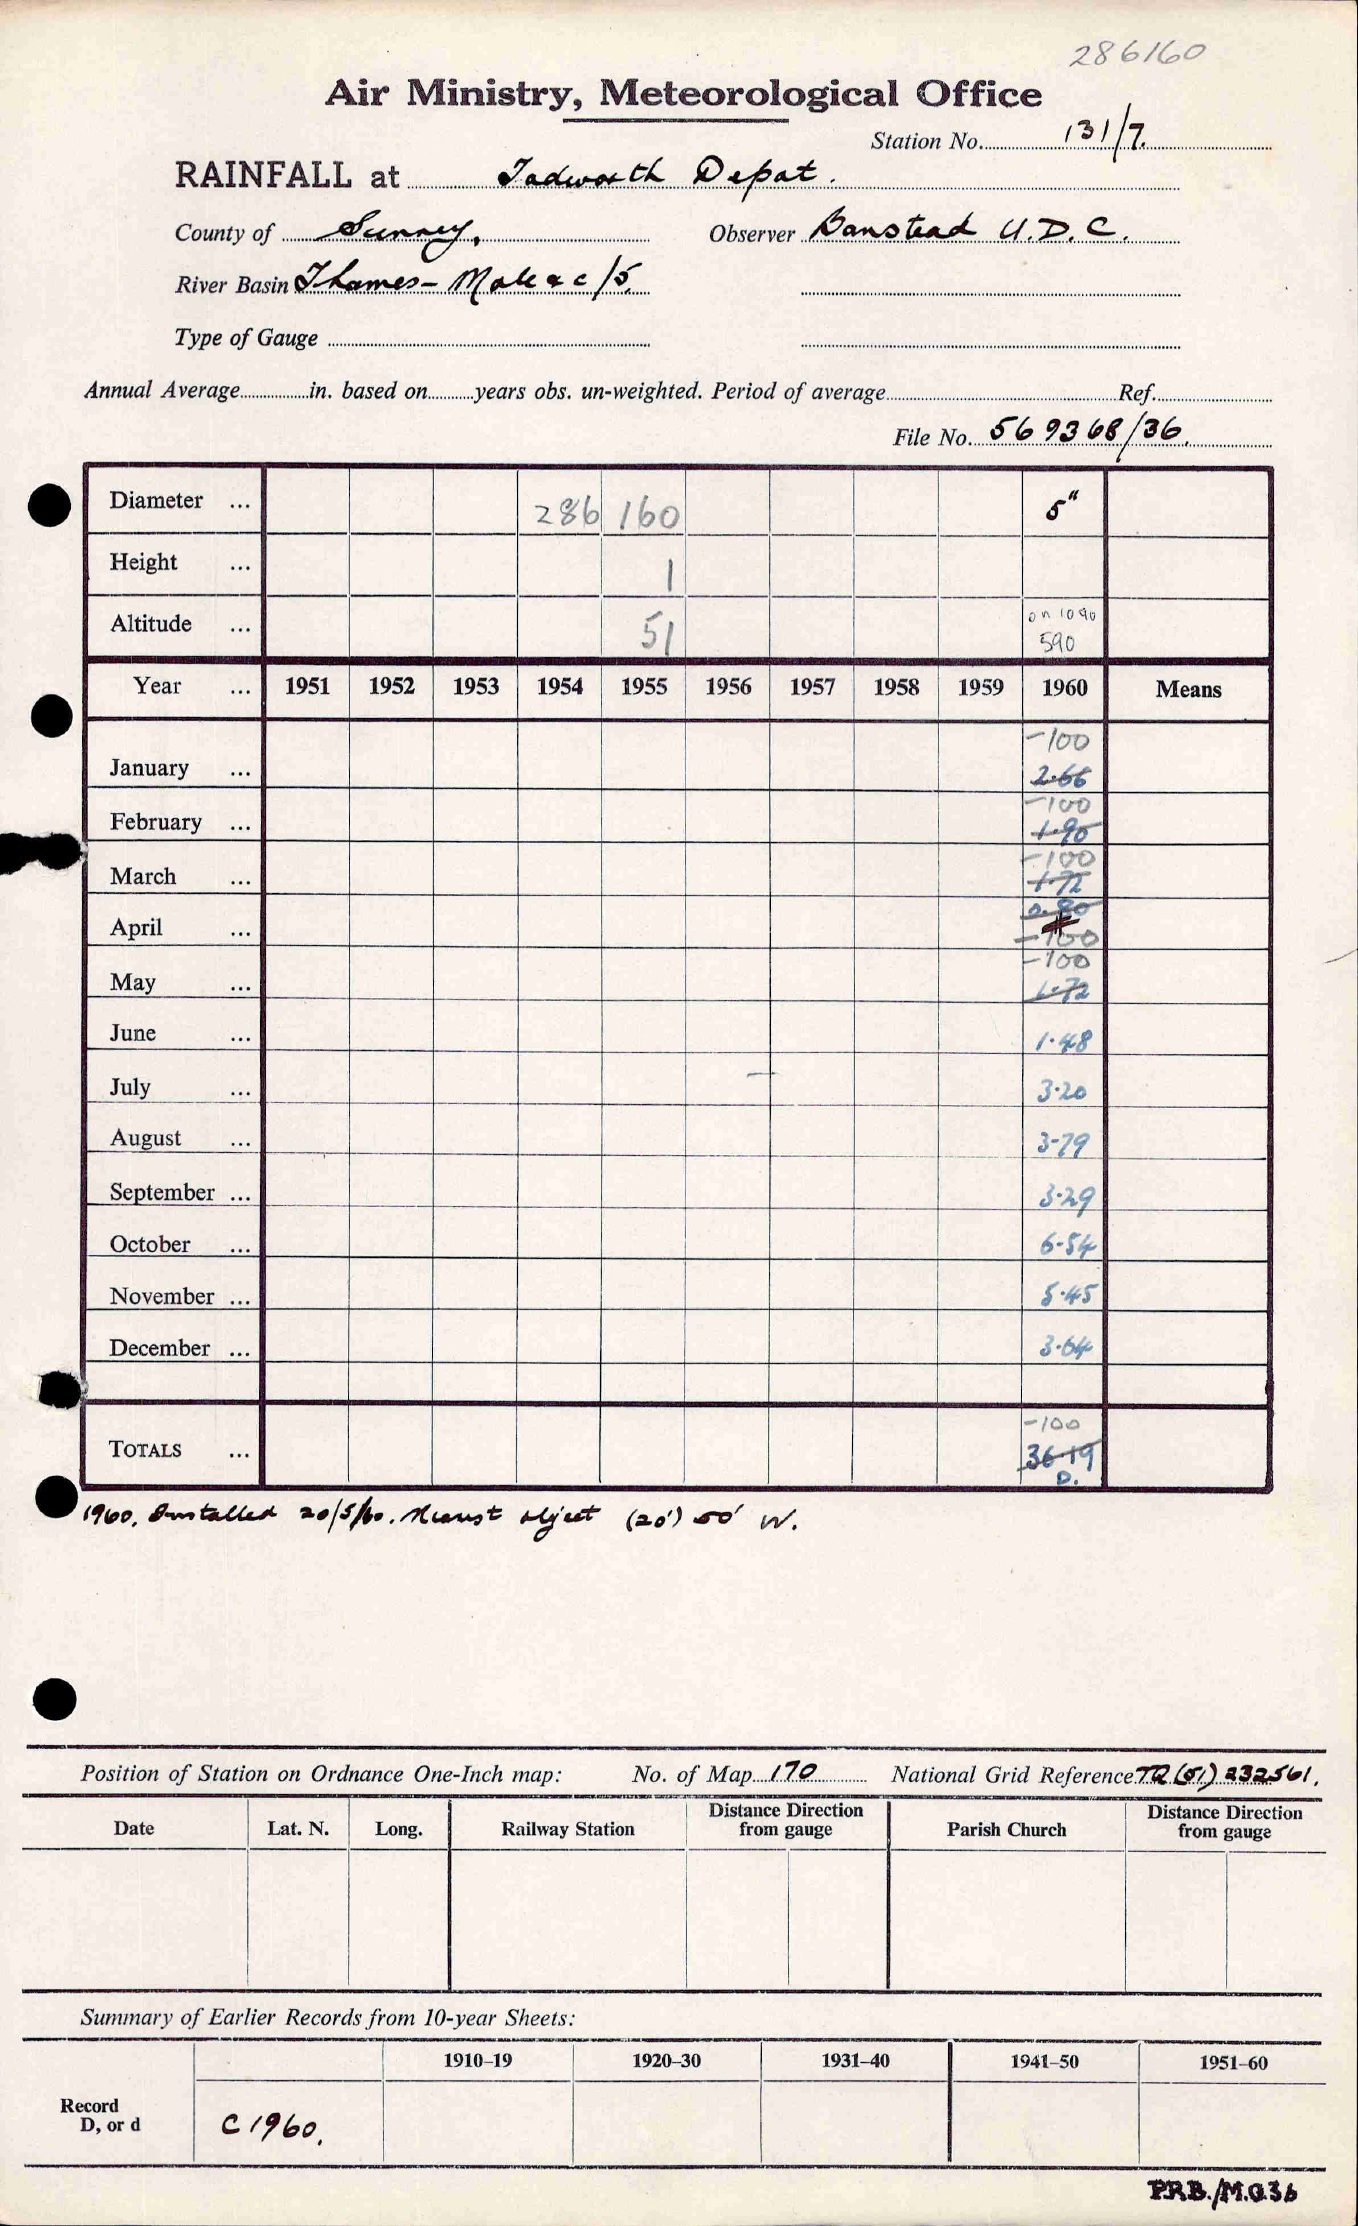 286160
Air Ministry, Meteorological Office
Station No. 131/7.
RAINFALL at Tadworth Depot.
County of Surrey, Observer Banstead U.D.C.
River Basin Thames - Mole & c/5.
Type of Gauge
Annual Average in. based on years obs. un-weighted. Period of average Ref.
File No. 569368/36.
Diameter ... 286 160 5"
Height ... 1
Altitude ... 51 on 1090 590
Year ... 1951 1952 1953 1954 1955 1956 1957 1958 1959 1960 Means
-100
January ... 2.66
-100
February ... 1.90
-100
March ... 1.72
0.80
April ... -100
-100
May ... 1.72
June ... 1.48
July ... 3.20
August ... 3.79
September ... 3.29
October ... 6.54
November ... 5.45
December ... 3.64
-100
TOTALS ... 36.19
D.
1960. Installed 20/5/60. Nearest object (20') 50' W.
Position of Station on Ordnance One-Inch map: No. of Map 170 National Grid Reference TQ (51) 232561.
Date Lat. N. Long. Railway Station Distance Direction from gauge Parish Church Distance Direction from gauge
Summary of Earlier Records from 10-year Sheets:
1910-19 1920-30 1931-40 1941-50 1951-60
Record
D, or d C 1960.
P.R.B./M.O.36